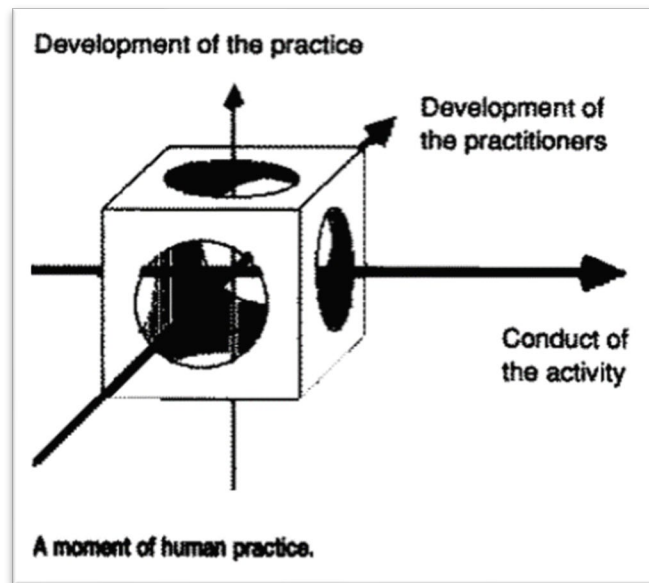 Development of the practice
Development of
the practitioners
Conduct of
the activity
A moment of human practice.